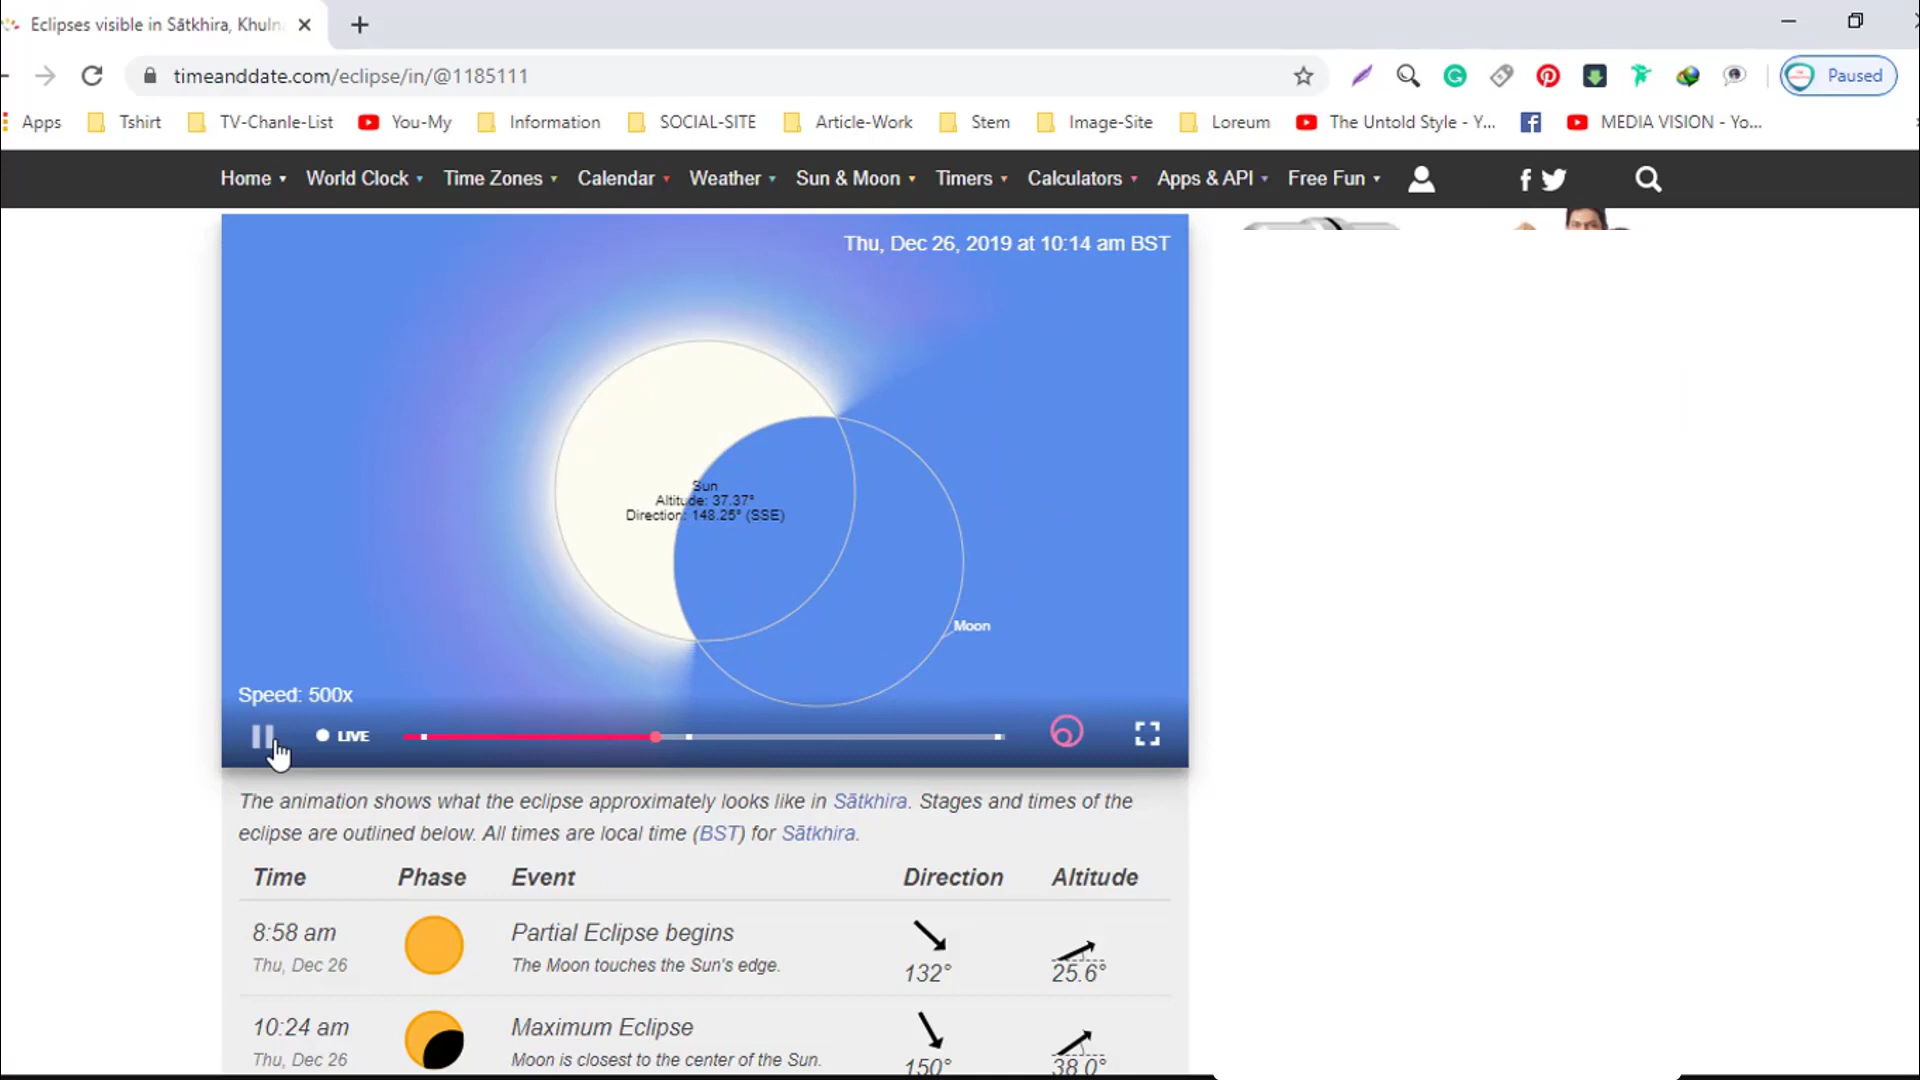 Eclipses visible in Sātkhira, Khuln
timeanddate.com/eclipse/in/@1185111
Paused
Apps Tshirt TV-Chanle-List You-My Information SOCIAL-SITE Article-Work Stem Image-Site Loreum The Untold Style - Y... MEDIA VISION - Yo...
Home World Clock Time Zones Calendar Weather Sun & Moon Timers Calculators Apps & API Free Fun
Thu, Dec 26, 2019 at 10:14 am BST
Sun
Altitude: 37.37°
Direction: 148.25° (SSE)
Moon
Speed: 500x
LIVE
The animation shows what the eclipse approximately looks like in Sātkhira. Stages and times of the
eclipse are outlined below. All times are local time (BST) for Sātkhira.
Time Phase Event Direction Altitude
8:58 am Partial Eclipse begins
Thu, Dec 26 The Moon touches the Sun's edge. 132° 25.6°
10:24 am Maximum Eclipse
Thu, Dec 26 Moon is closest to the center of the Sun. 150° 38.0°